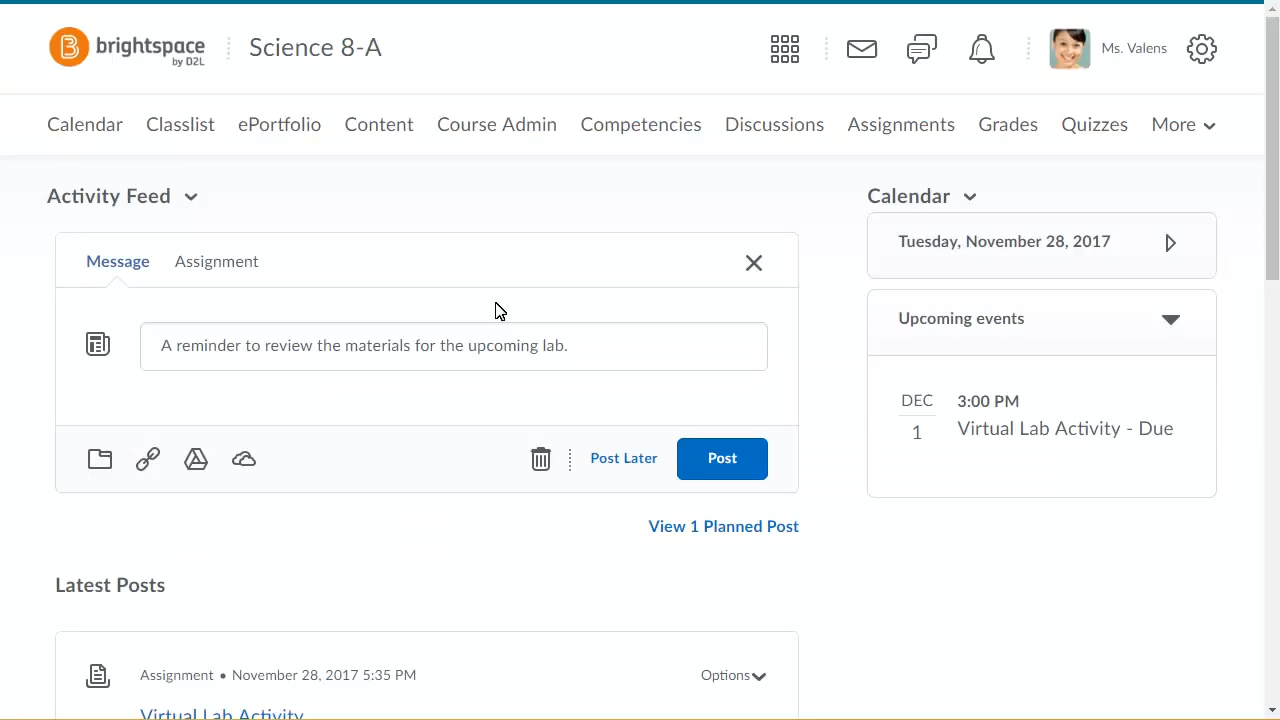 brightspace
by D2L
Science 8-A
Ms. Valens
Calendar Classlist ePortfolio Content Course Admin Competencies Discussions Assignments Grades Quizzes More
Activity Feed
Message Assignment
A reminder to review the materials for the upcoming lab.
Post Later Post
View 1 Planned Post
Latest Posts
Assignment • November 28, 2017 5:35 PM
Options
Virtual Lab Activity
Calendar
Tuesday, November 28, 2017
Upcoming events
DEC
1
3:00 PM
Virtual Lab Activity - Due